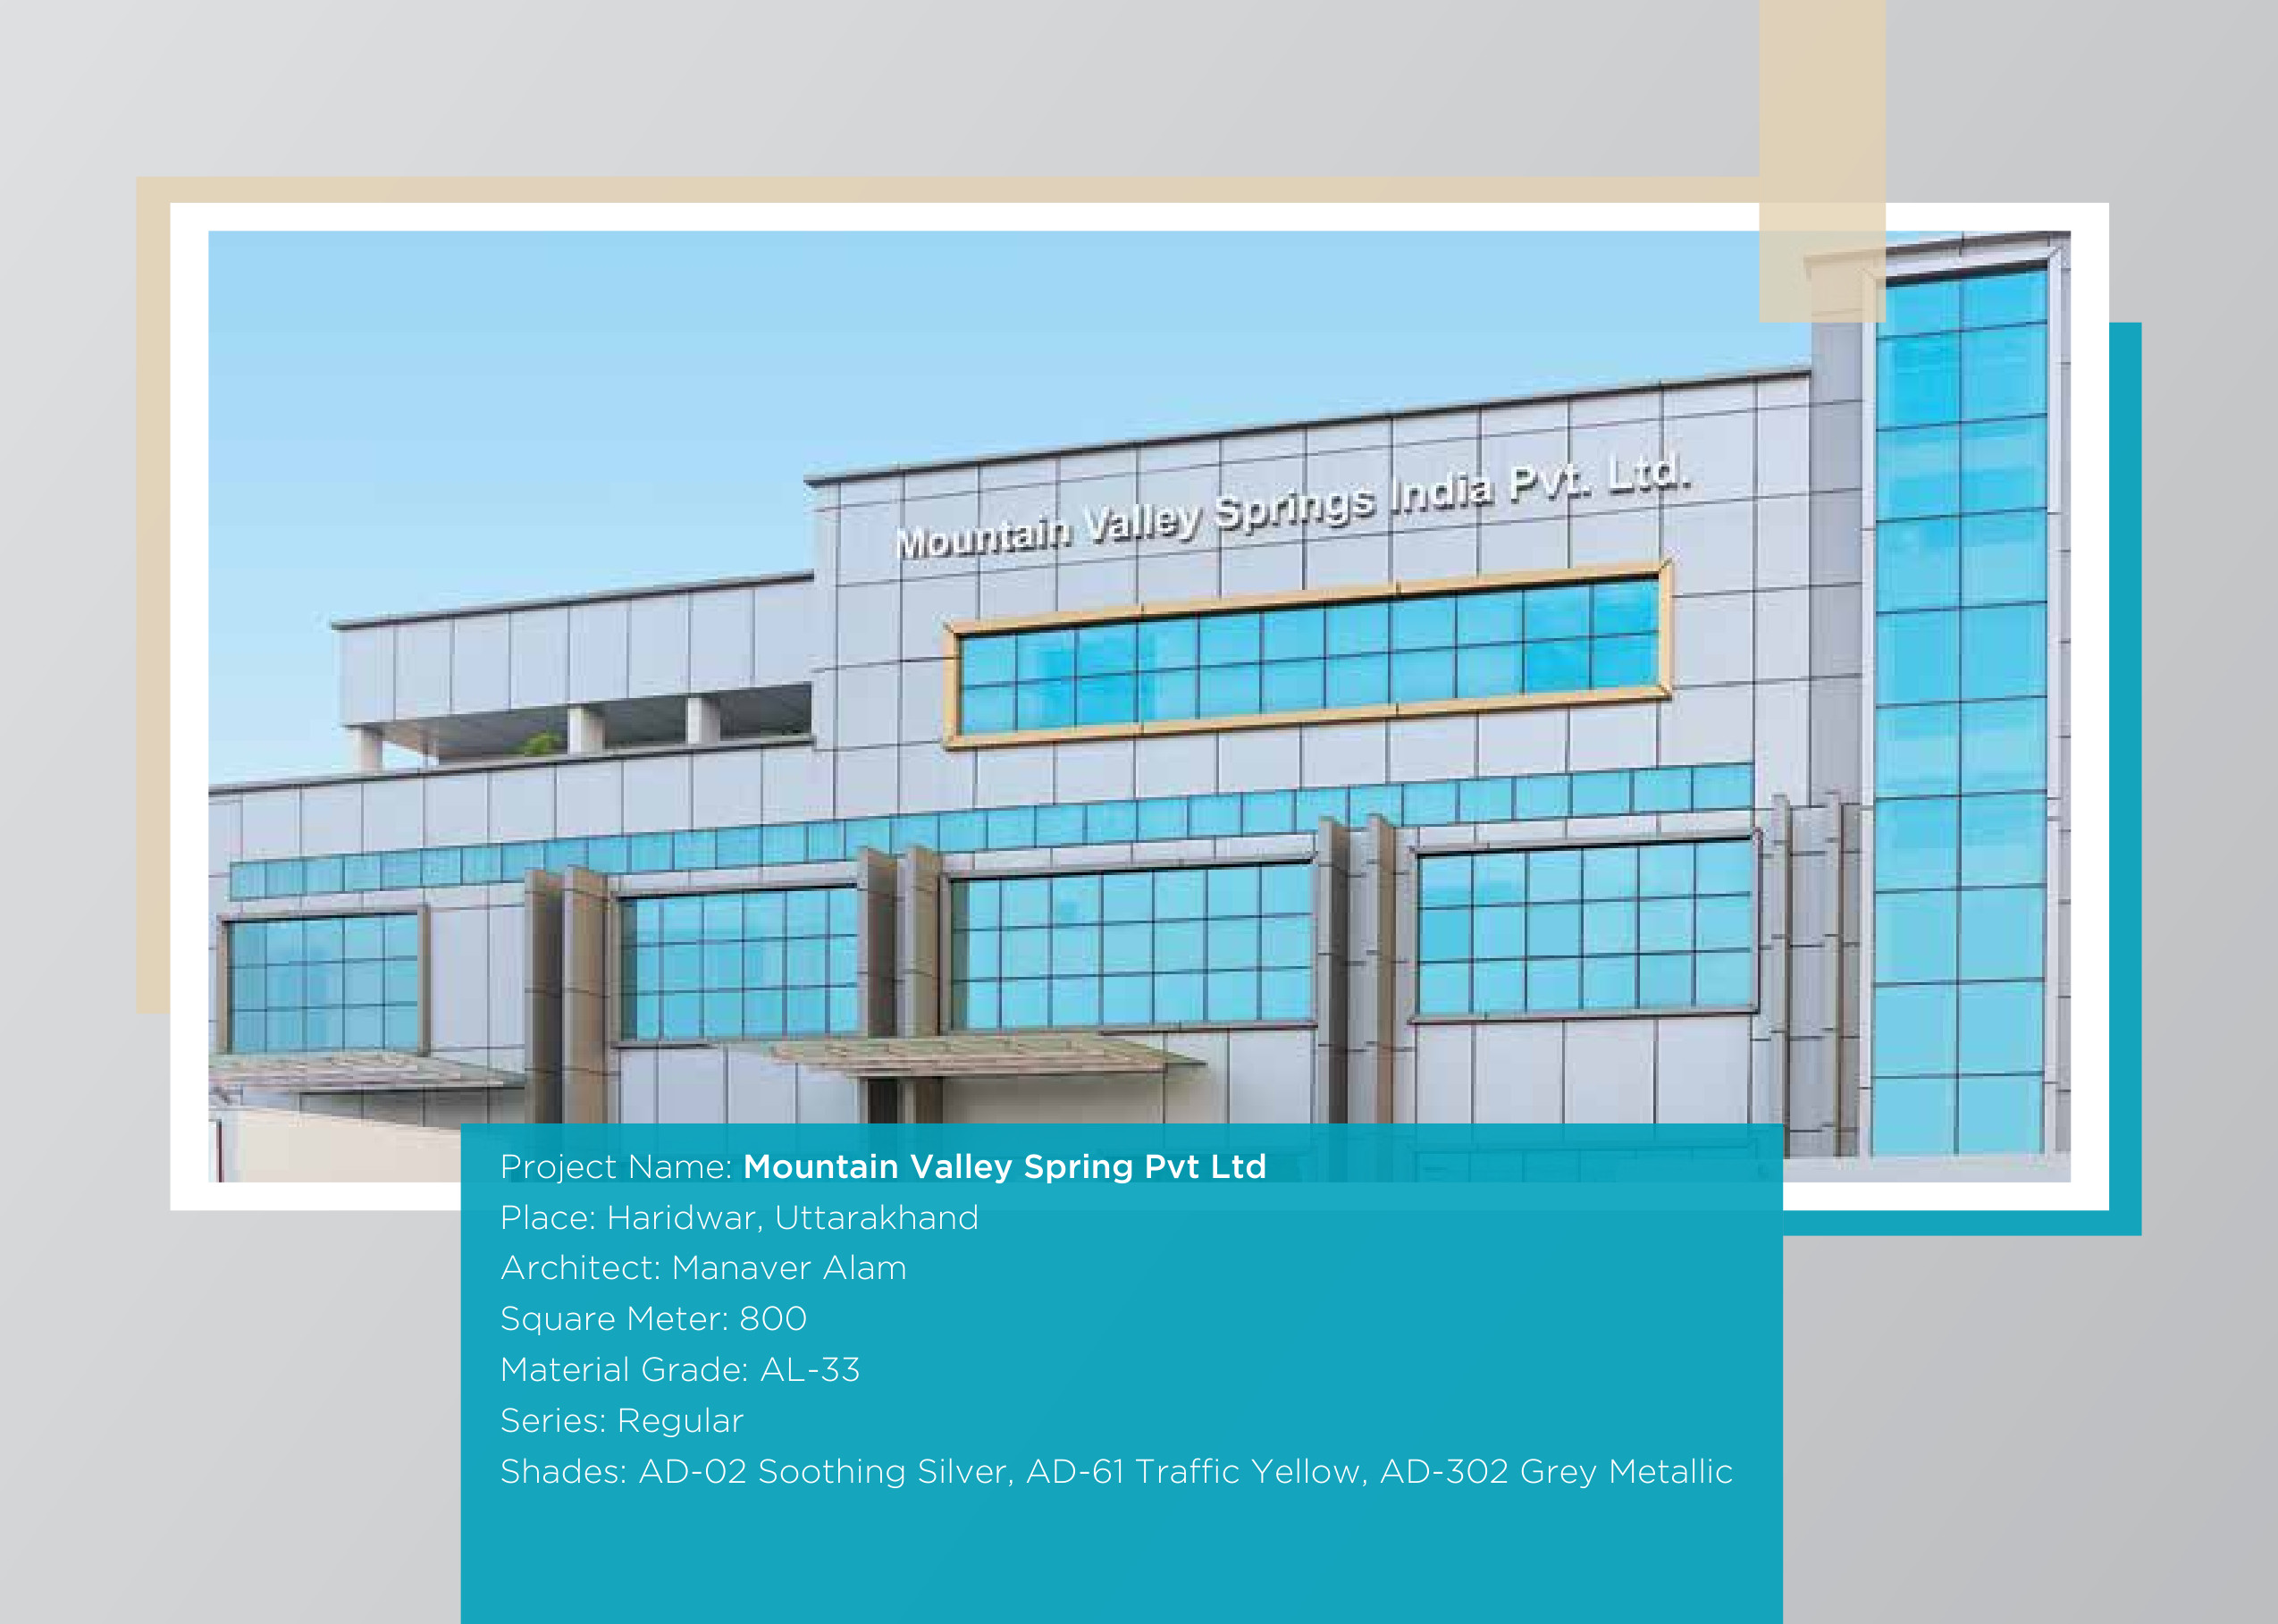 Mountain Valley Springs India Pvt. Ltd.
Project Name: Mountain Valley Spring Pvt Ltd
Place: Haridwar, Uttarakhand
Architect: Manaver Alam
Square Meter: 800
Material Grade: AL-33
Series: Regular
Shades: AD-02 Soothing Silver, AD-61 Traffic Yellow, AD-302 Grey Metallic